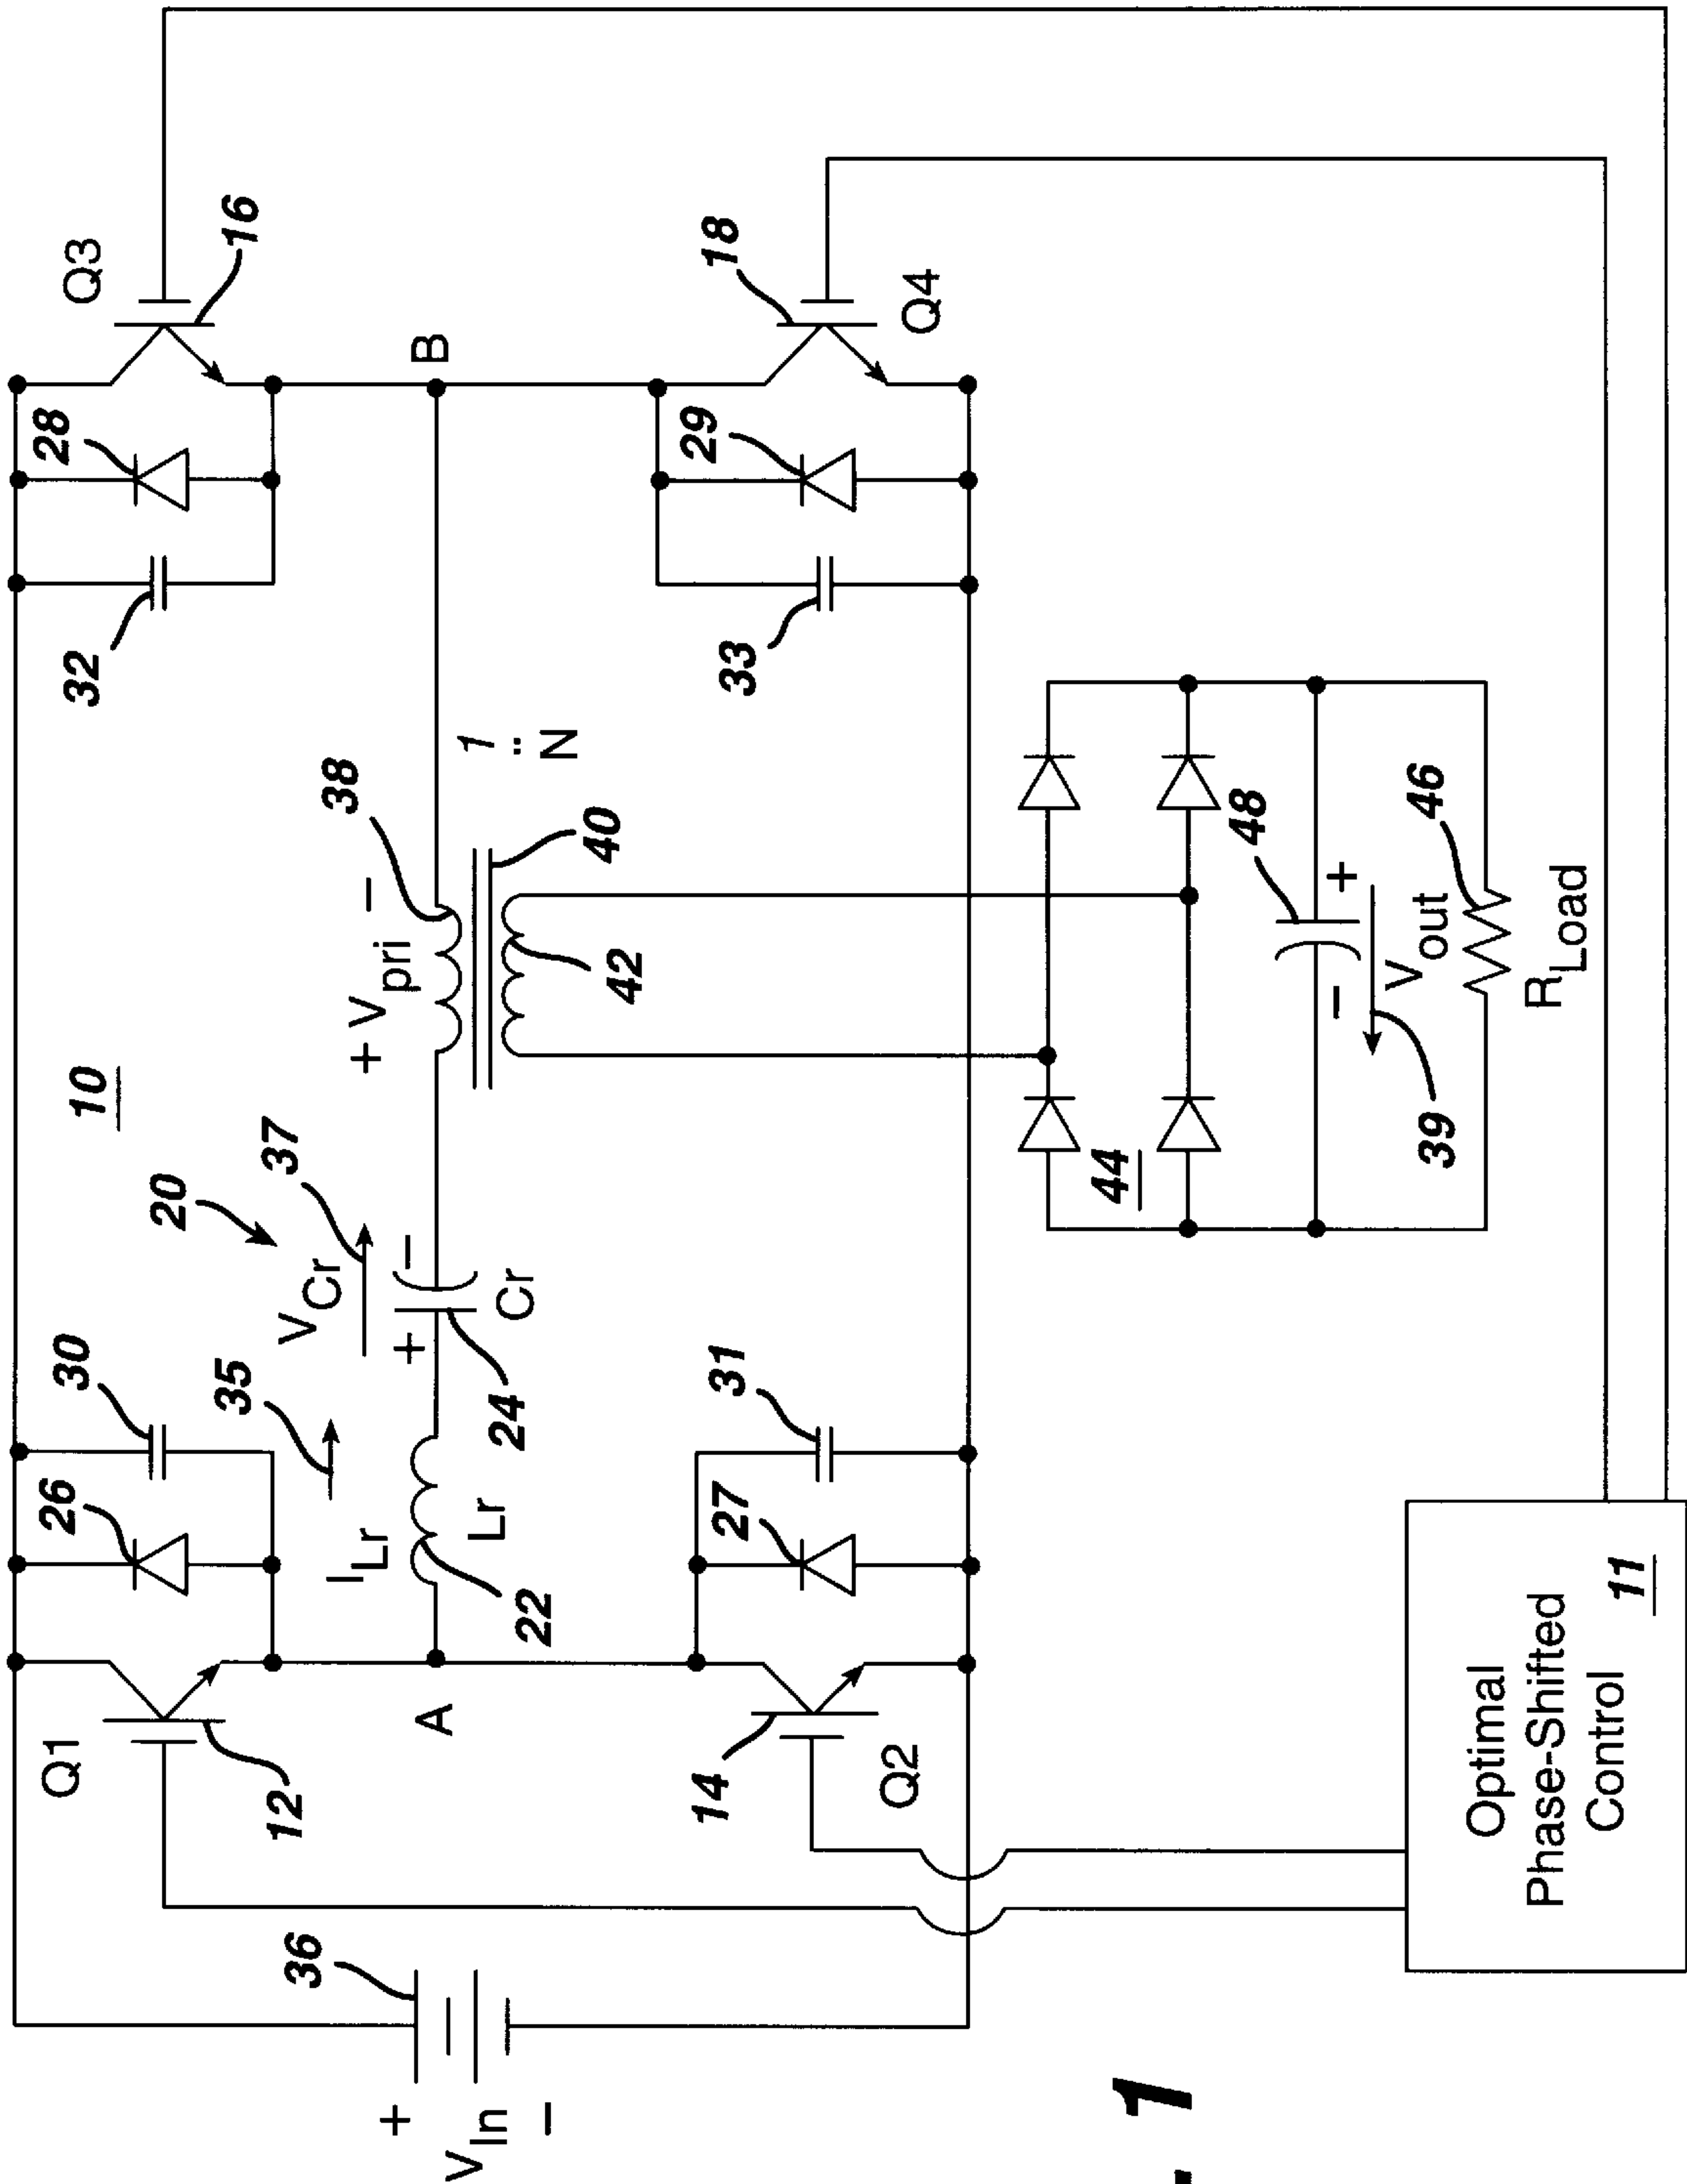 10
Q1
12
26
30
Q3
16
28
32
V In
+
−
36
A
I Lr
35
Lr
22
V Cr
37
20
+
−
Cr
24
+ V pri −
38
1
:
N
40
42
B
Q2
14
27
31
Q4
18
29
33
44
48
−
+
V out
39
46
R Load
Optimal
Phase-Shifted
Control
11
. 1